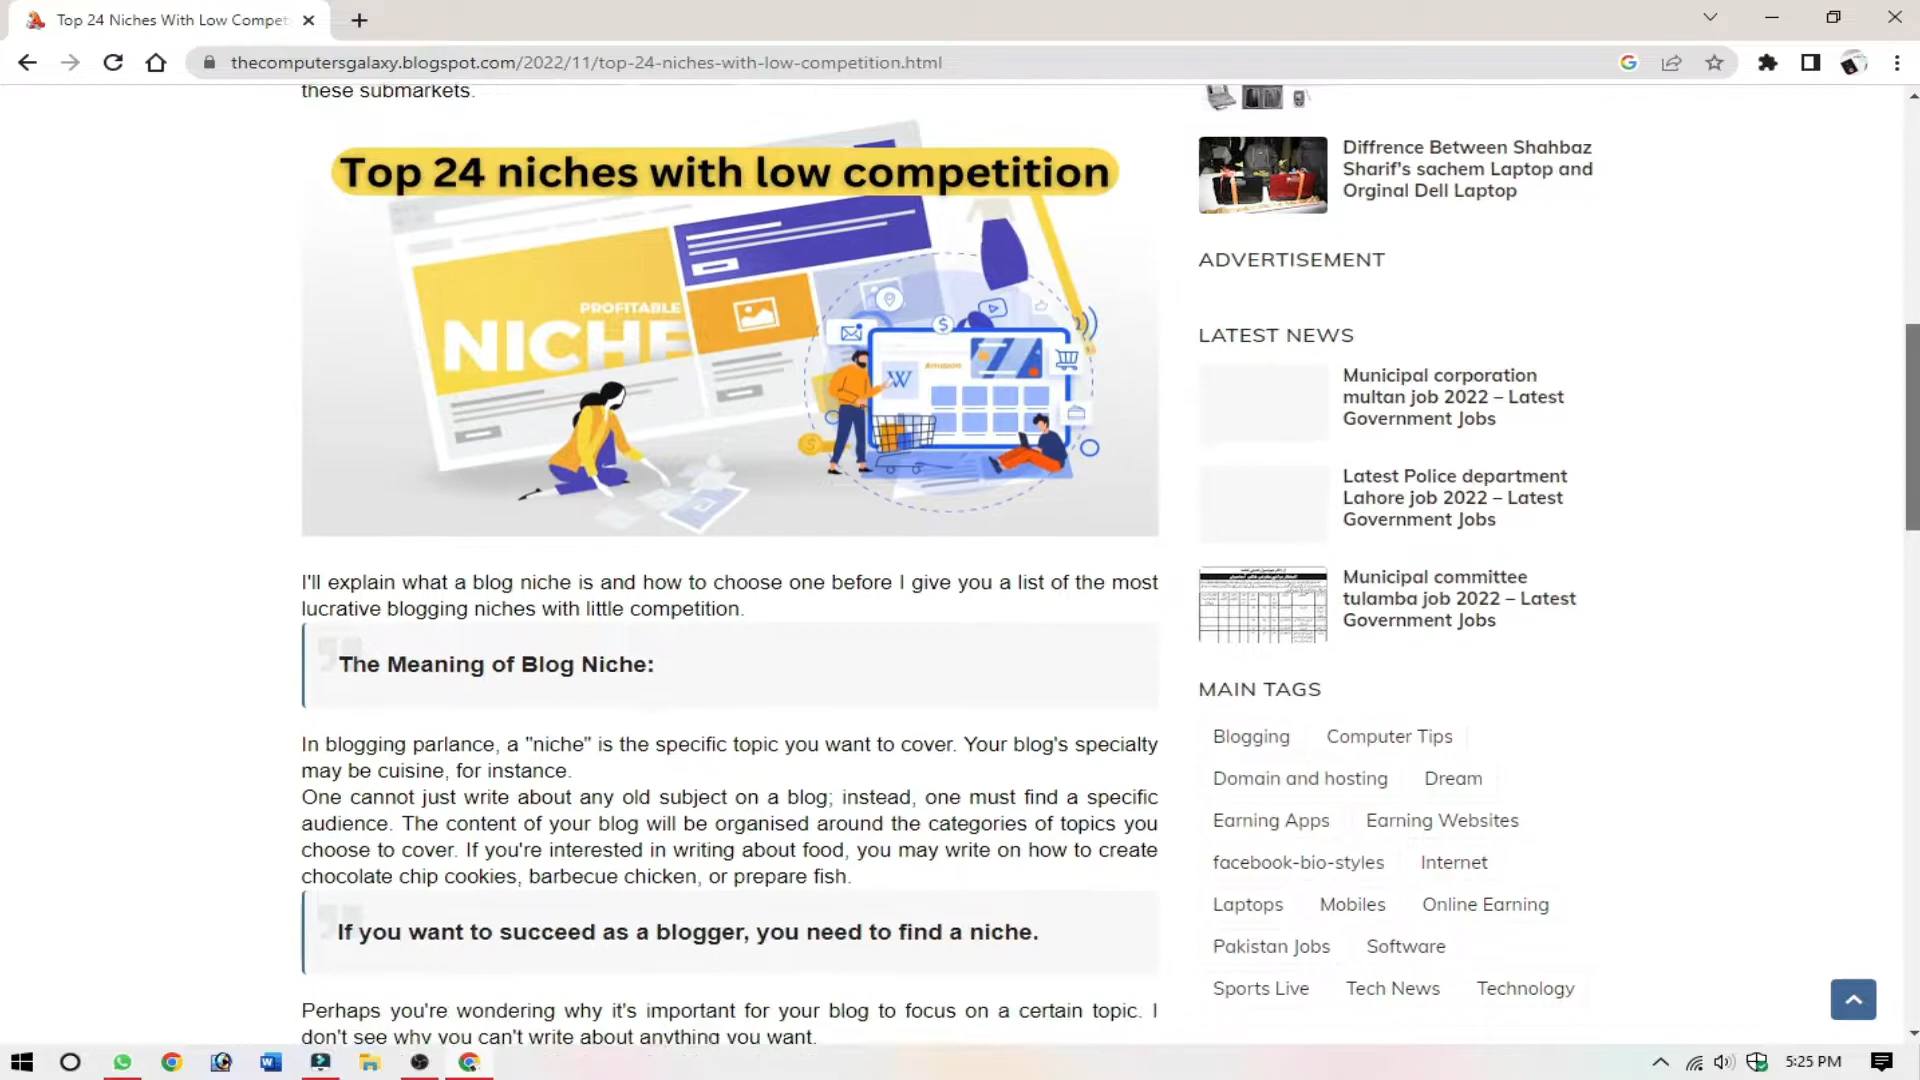 Top 24 Niches With Low Compet
thecomputersgalaxy.blogspot.com/2022/11/top-24-niches-with-low-competition.html
these submarkets.
Top 24 niches with low competition
PROFITABLE
NICHE
Amazon
W
I'll explain what a blog niche is and how to choose one before I give you a list of the most
lucrative blogging niches with little competition.
The Meaning of Blog Niche:
In blogging parlance, a "niche" is the specific topic you want to cover. Your blog's specialty
may be cuisine, for instance.
One cannot just write about any old subject on a blog; instead, one must find a specific
audience. The content of your blog will be organised around the categories of topics you
choose to cover. If you're interested in writing about food, you may write on how to create
chocolate chip cookies, barbecue chicken, or prepare fish.
If you want to succeed as a blogger, you need to find a niche.
Perhaps you're wondering why it's important for your blog to focus on a certain topic. I
don't see why you can't write about anything you want.
Diffrence Between Shahbaz
Sharif's sachem Laptop and
Orginal Dell Laptop
ADVERTISEMENT
LATEST NEWS
Municipal corporation
multan job 2022 – Latest
Government Jobs
Latest Police department
Lahore job 2022 – Latest
Government Jobs
Municipal committee
tulamba job 2022 – Latest
Government Jobs
MAIN TAGS
Blogging Computer Tips
Domain and hosting Dream
Earning Apps Earning Websites
facebook-bio-styles Internet
Laptops Mobiles Online Earning
Pakistan Jobs Software
Sports Live Tech News Technology
5:25 PM